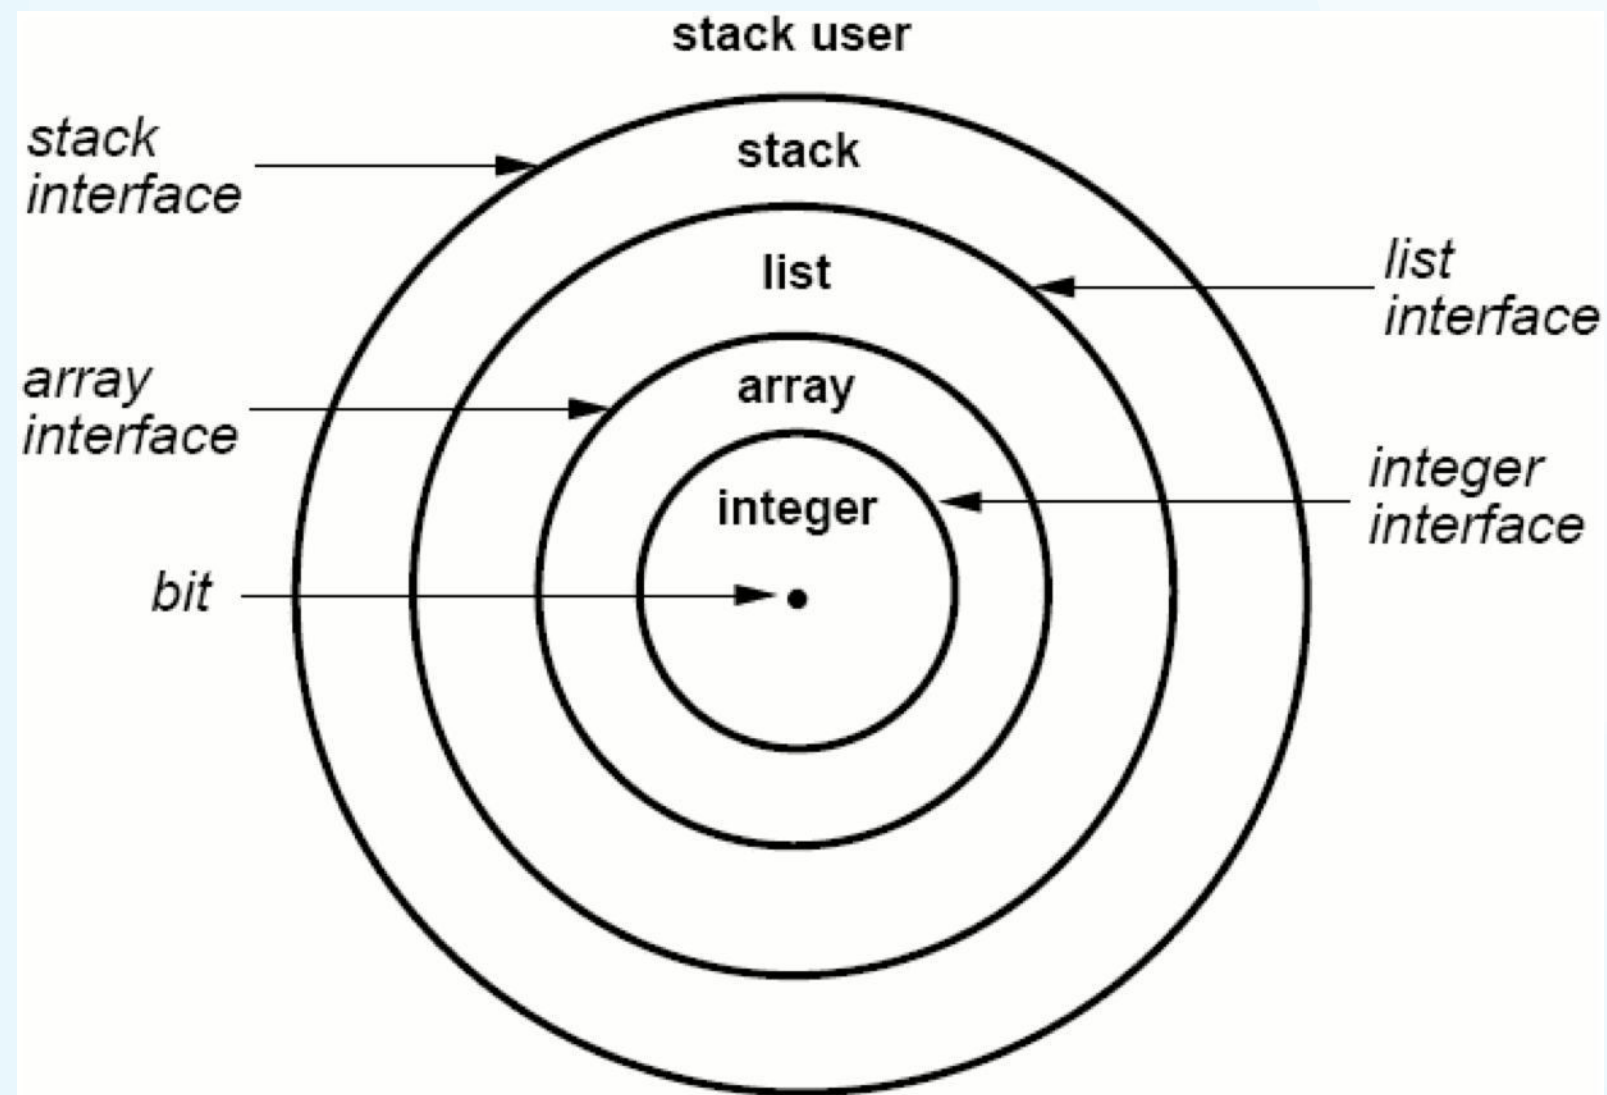 stack user
stack
interface
stack
list
interface
list
array
interface
array
integer
interface
integer
bit